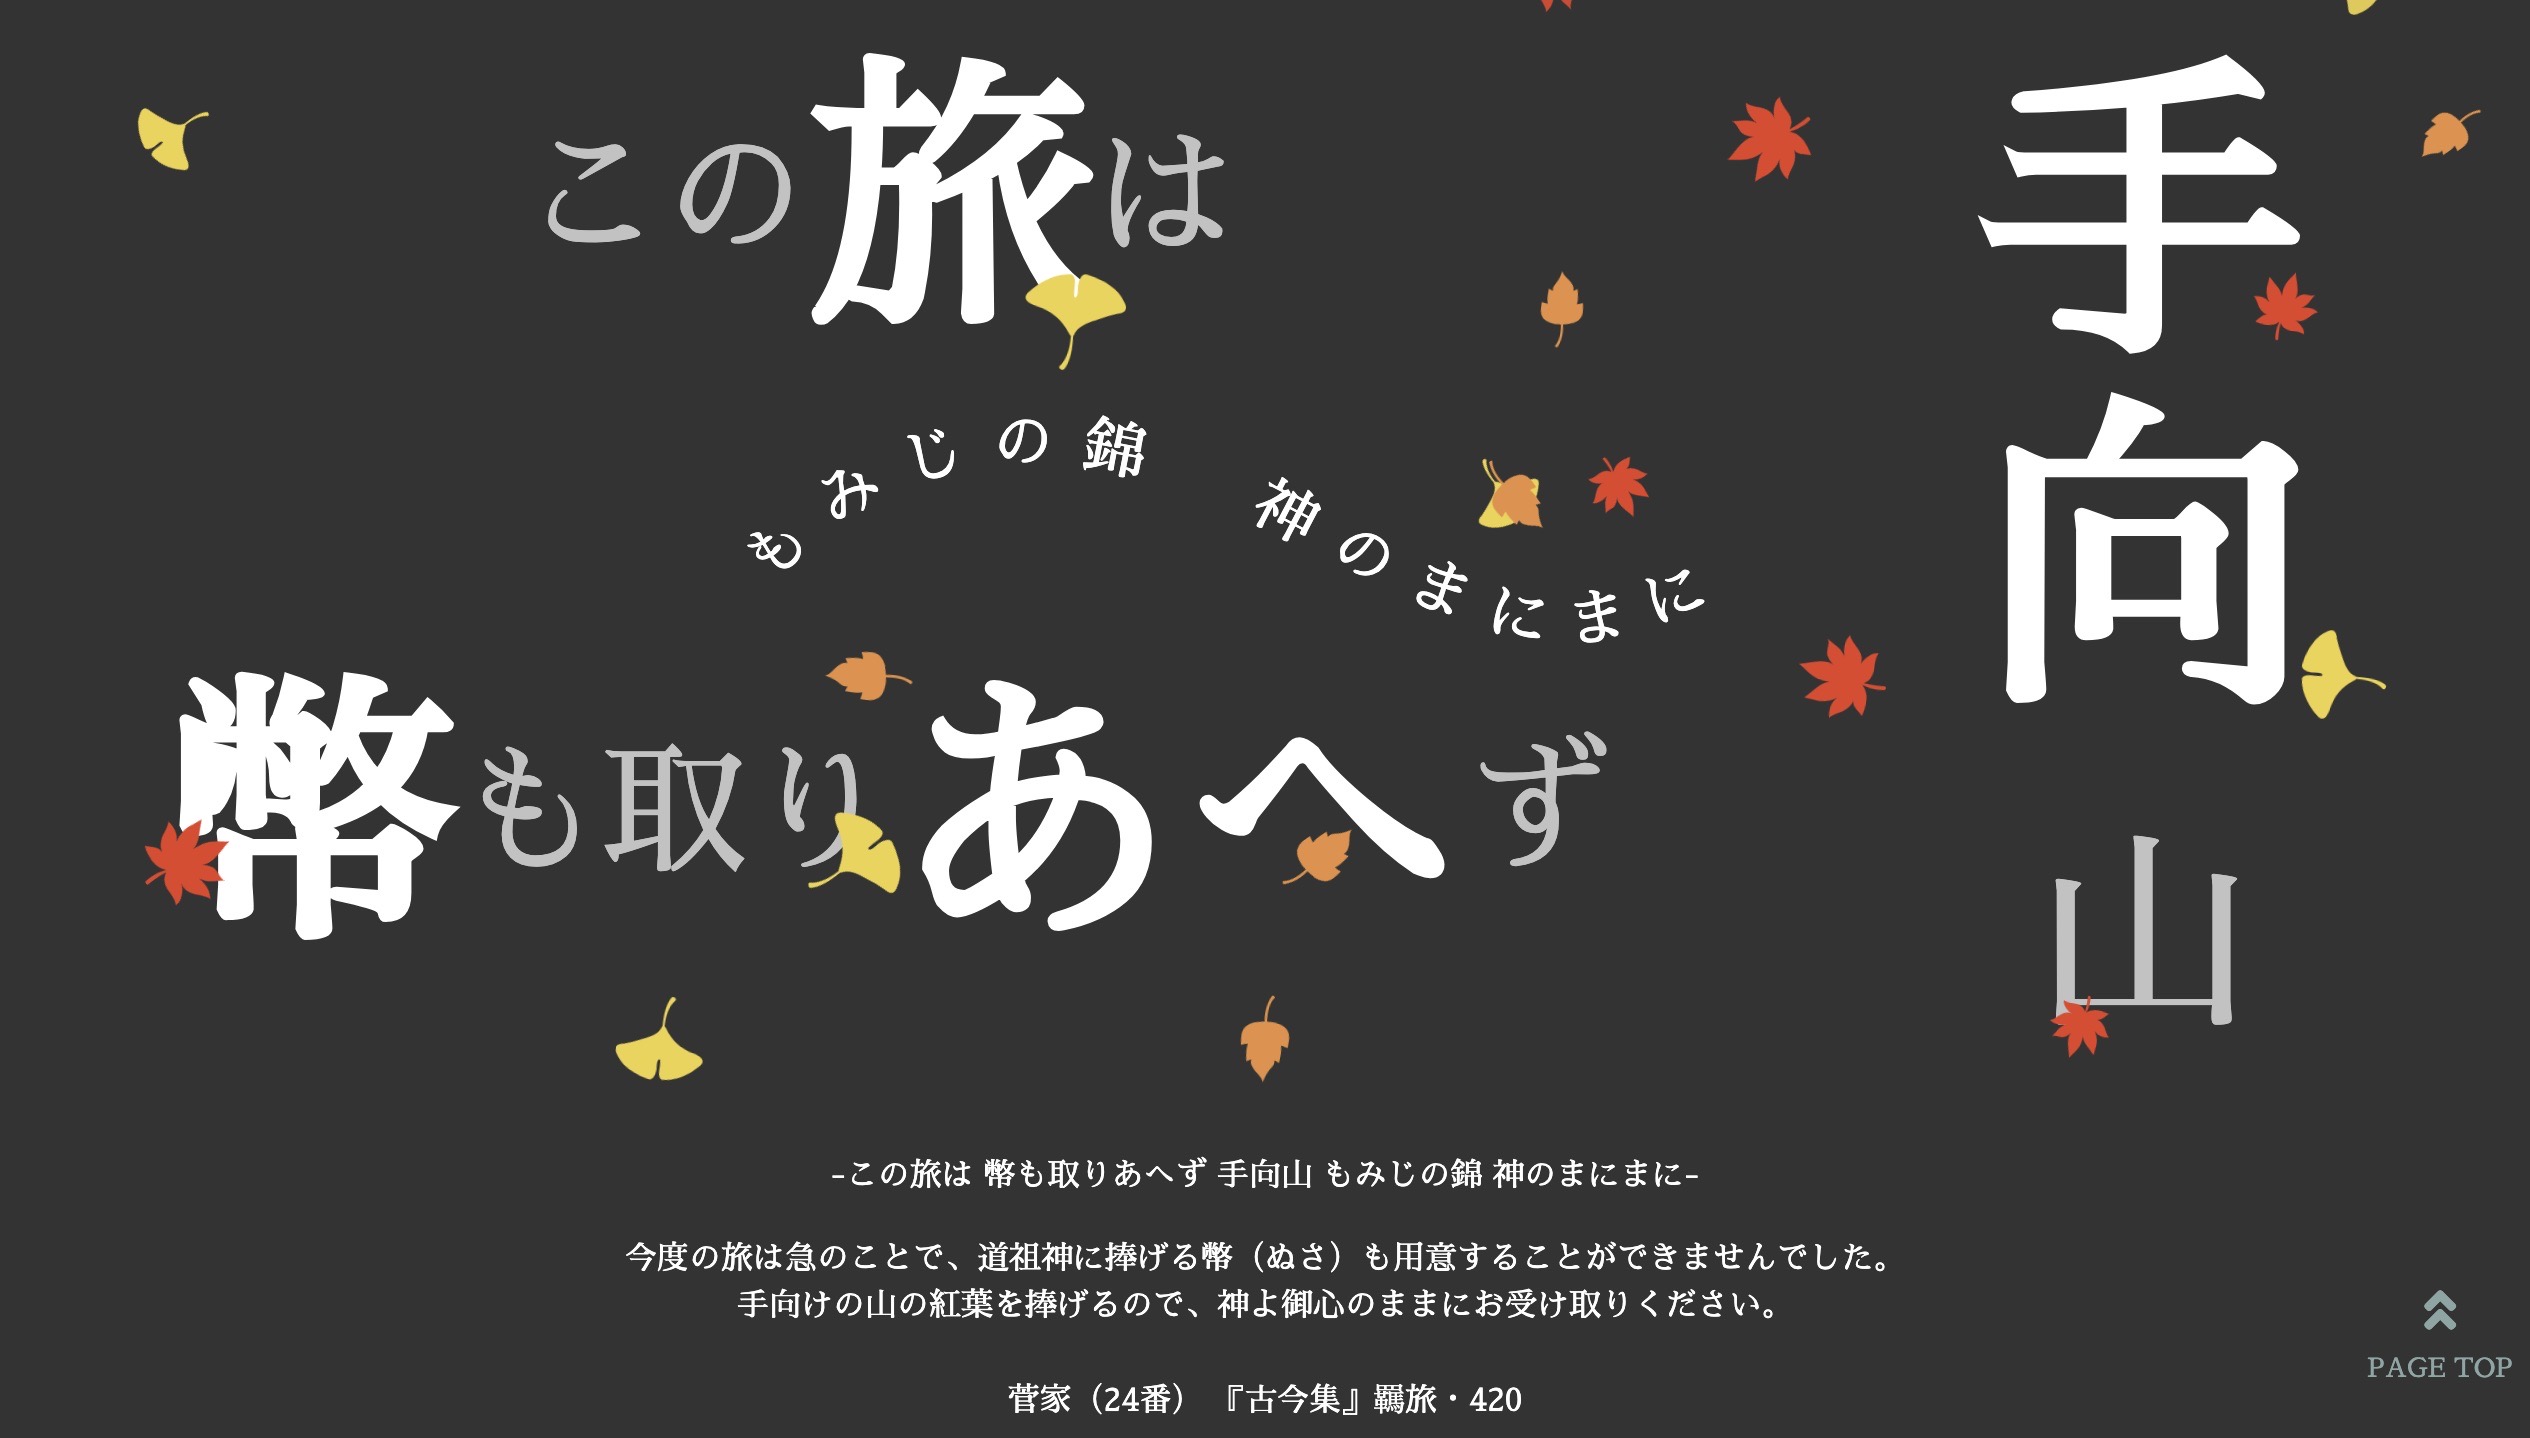 この旅は
幣も取りあへず
手向山
もみじの錦 神のまにまに
-この旅は 幣も取りあへず 手向山 もみじの錦 神のまにまに-
今度の旅は急のことで、道祖神に捧げる幣（ぬさ）も用意することができませんでした。
手向けの山の紅葉を捧げるので、神よ御心のままにお受け取りください。
菅家（24番） 『古今集』羇旅・420
PAGE TOP